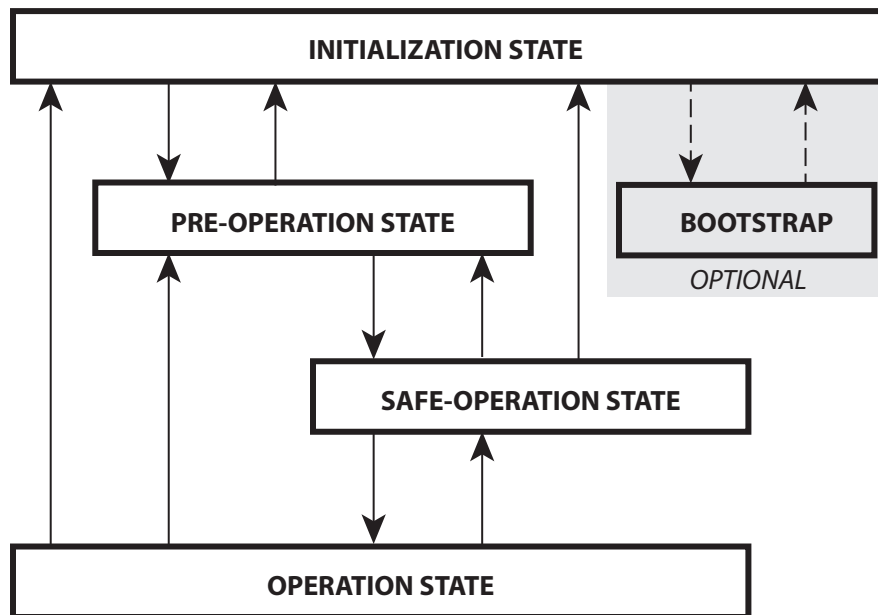 INITIALIZATION STATE
PRE-OPERATION STATE
BOOTSTRAP
OPTIONAL
SAFE-OPERATION STATE
OPERATION STATE